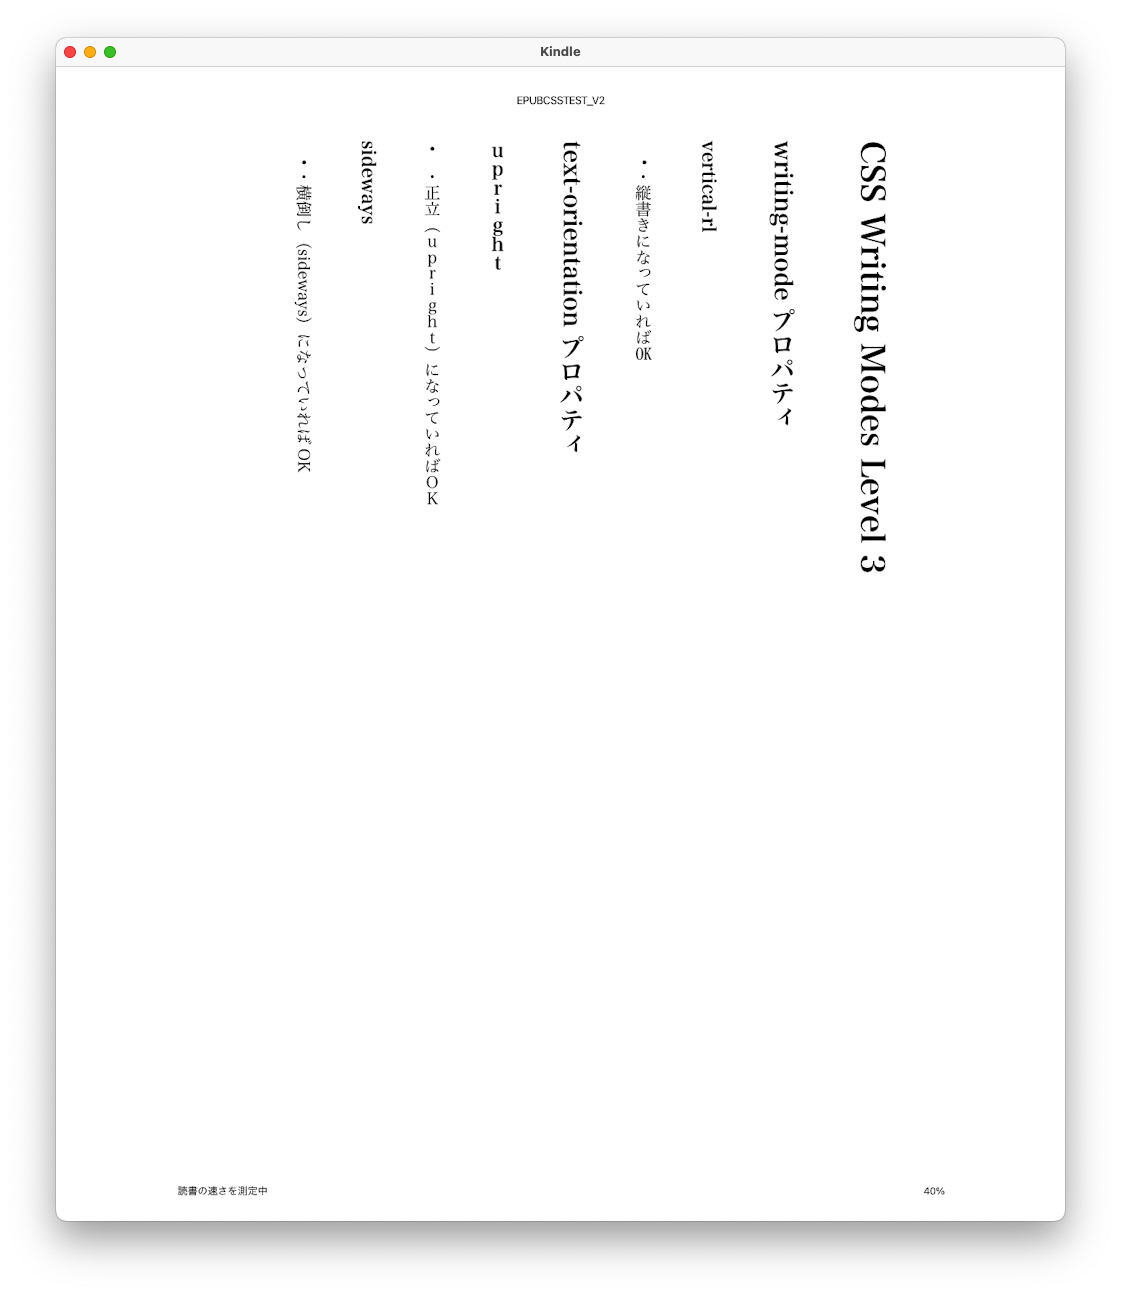 Kindle
EPUBCSSTEST_V2
CSS Writing Modes Level 3
writing-mode プロパティ
vertical-rl
・・縦書きになっていればOK
text-orientation プロパティ
upright
・・正立（upright）になっていればOK
sideways
・・横倒し（sideways）になっていればOK
読書の速さを測定中
40%